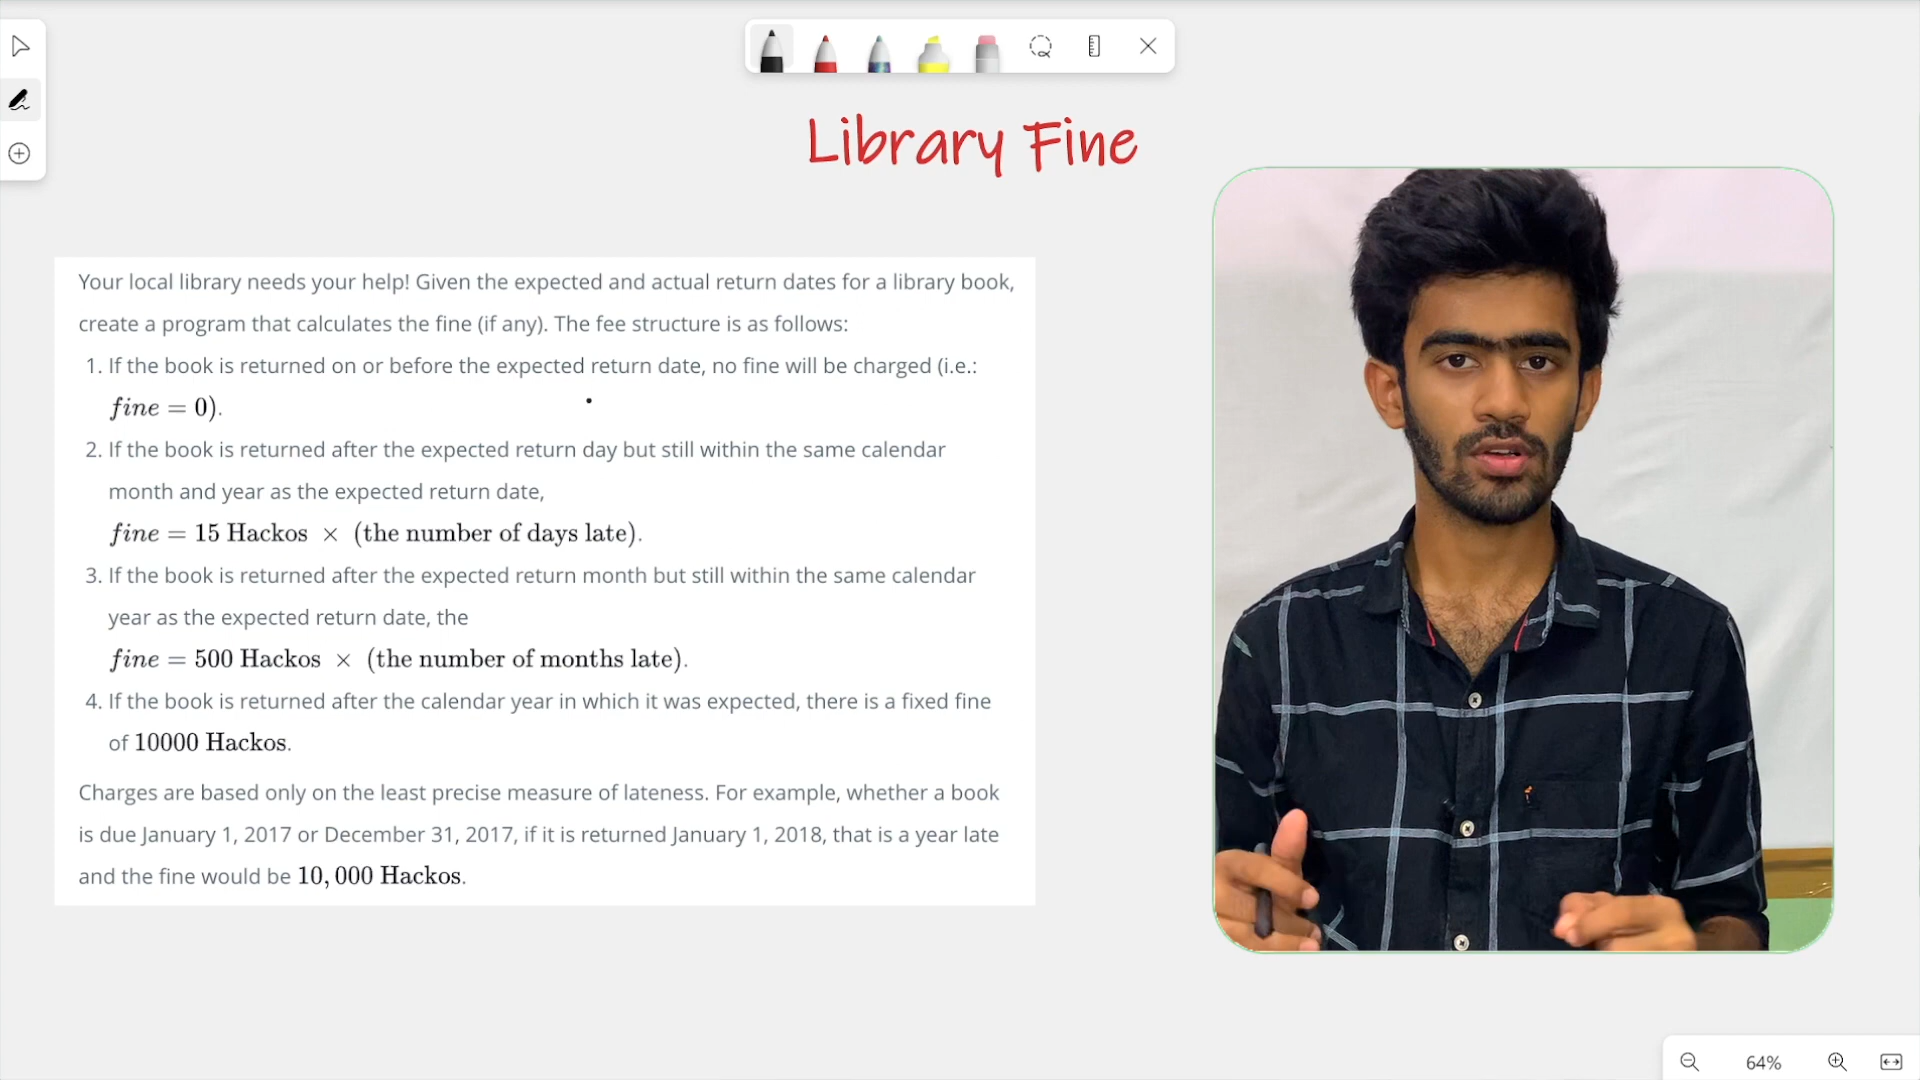 Library Fine
Your local library needs your help! Given the expected and actual return dates for a library book,
create a program that calculates the fine (if any). The fee structure is as follows:
1. If the book is returned on or before the expected return date, no fine will be charged (i.e.:
fine = 0).
2. If the book is returned after the expected return day but still within the same calendar
month and year as the expected return date,
fine = 15 Hackos × (the number of days late).
3. If the book is returned after the expected return month but still within the same calendar
year as the expected return date, the
fine = 500 Hackos × (the number of months late).
4. If the book is returned after the calendar year in which it was expected, there is a fixed fine
of 10000 Hackos.
Charges are based only on the least precise measure of lateness. For example, whether a book
is due January 1, 2017 or December 31, 2017, if it is returned January 1, 2018, that is a year late
and the fine would be 10, 000 Hackos.
64%